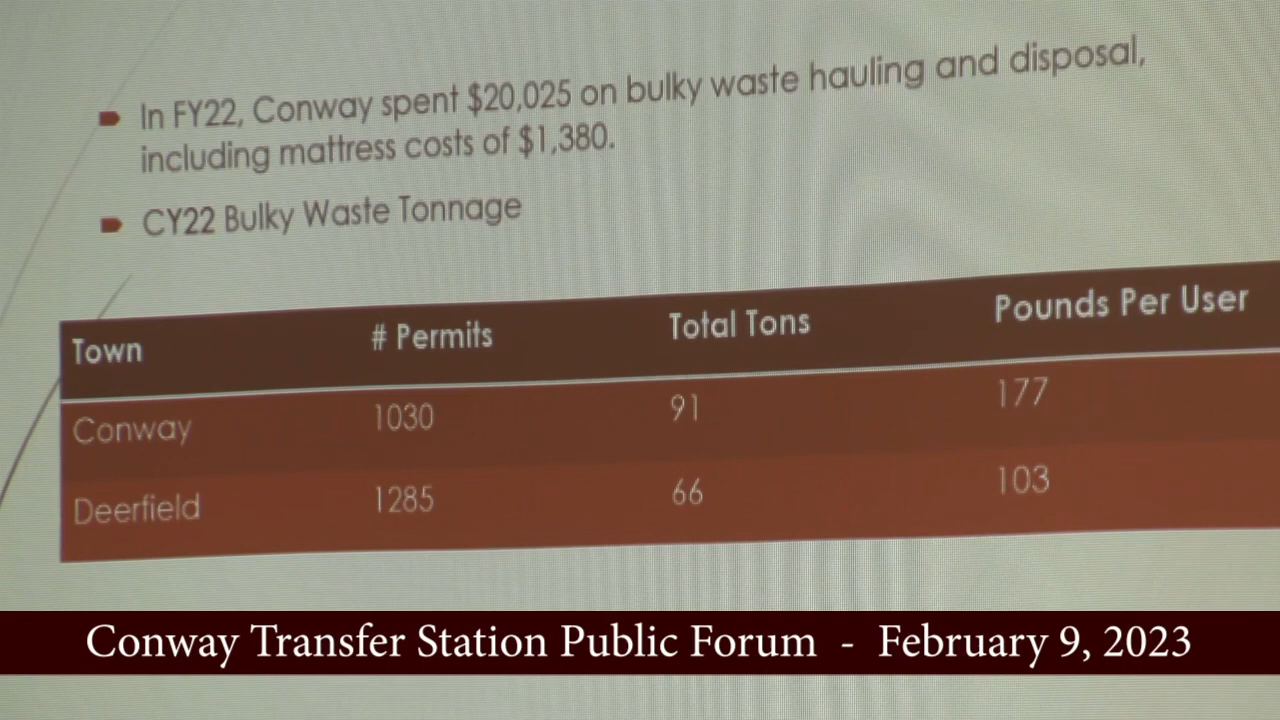 In FY22, Conway spent $20,025 on bulky waste hauling and disposal,
including mattress costs of $1,380.
CY22 Bulky Waste Tonnage
Town # Permits Total Tons Pounds Per User
Conway 1030 91 177
Deerfield 1285 66 103
Conway Transfer Station Public Forum - February 9, 2023